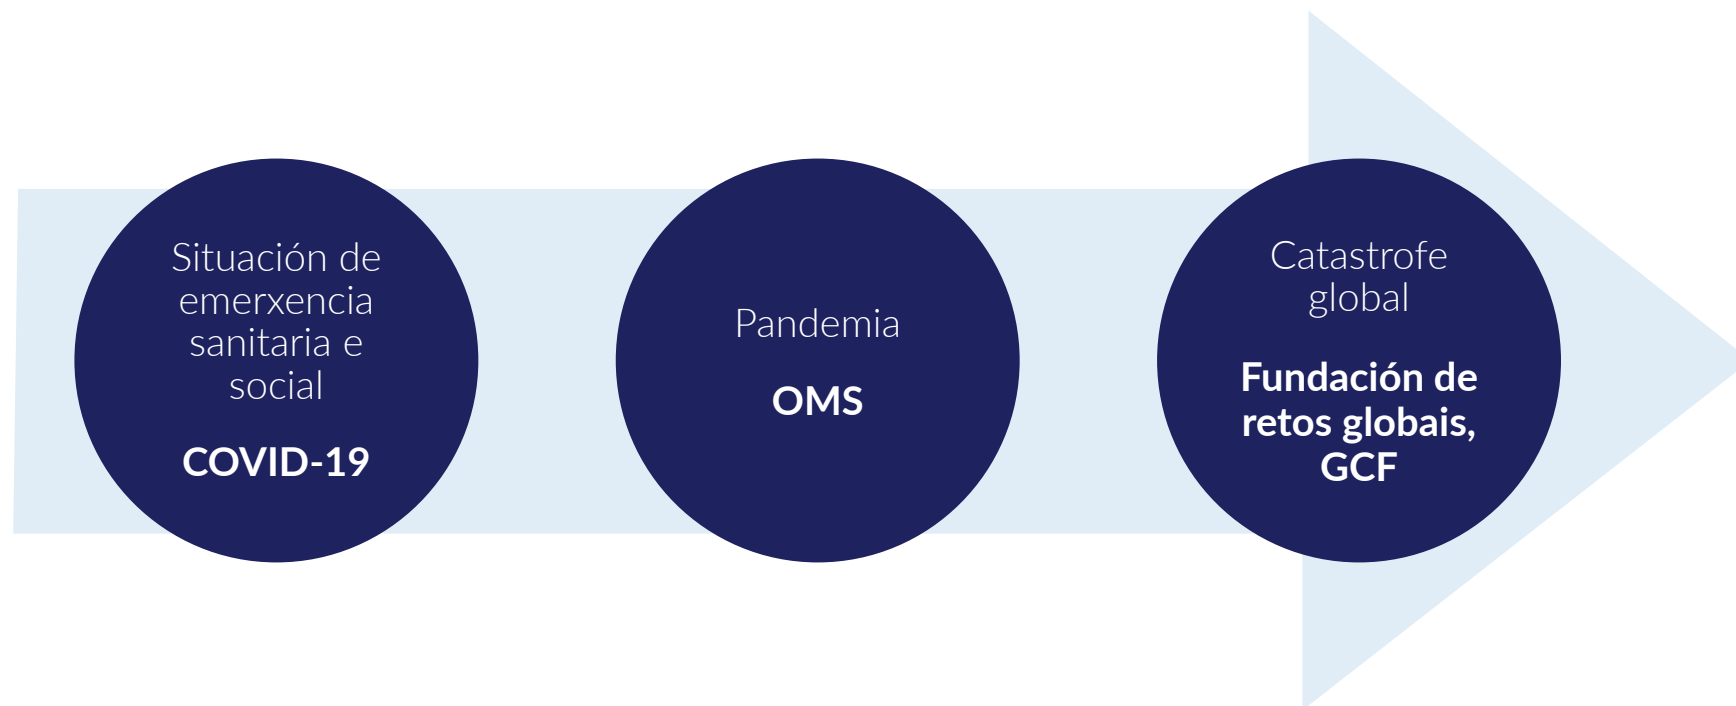 Situación de
emerxencia
sanitaria e
social
COVID-19
Pandemia
OMS
Catastrofe
global
Fundación de
retos globais,
GCF